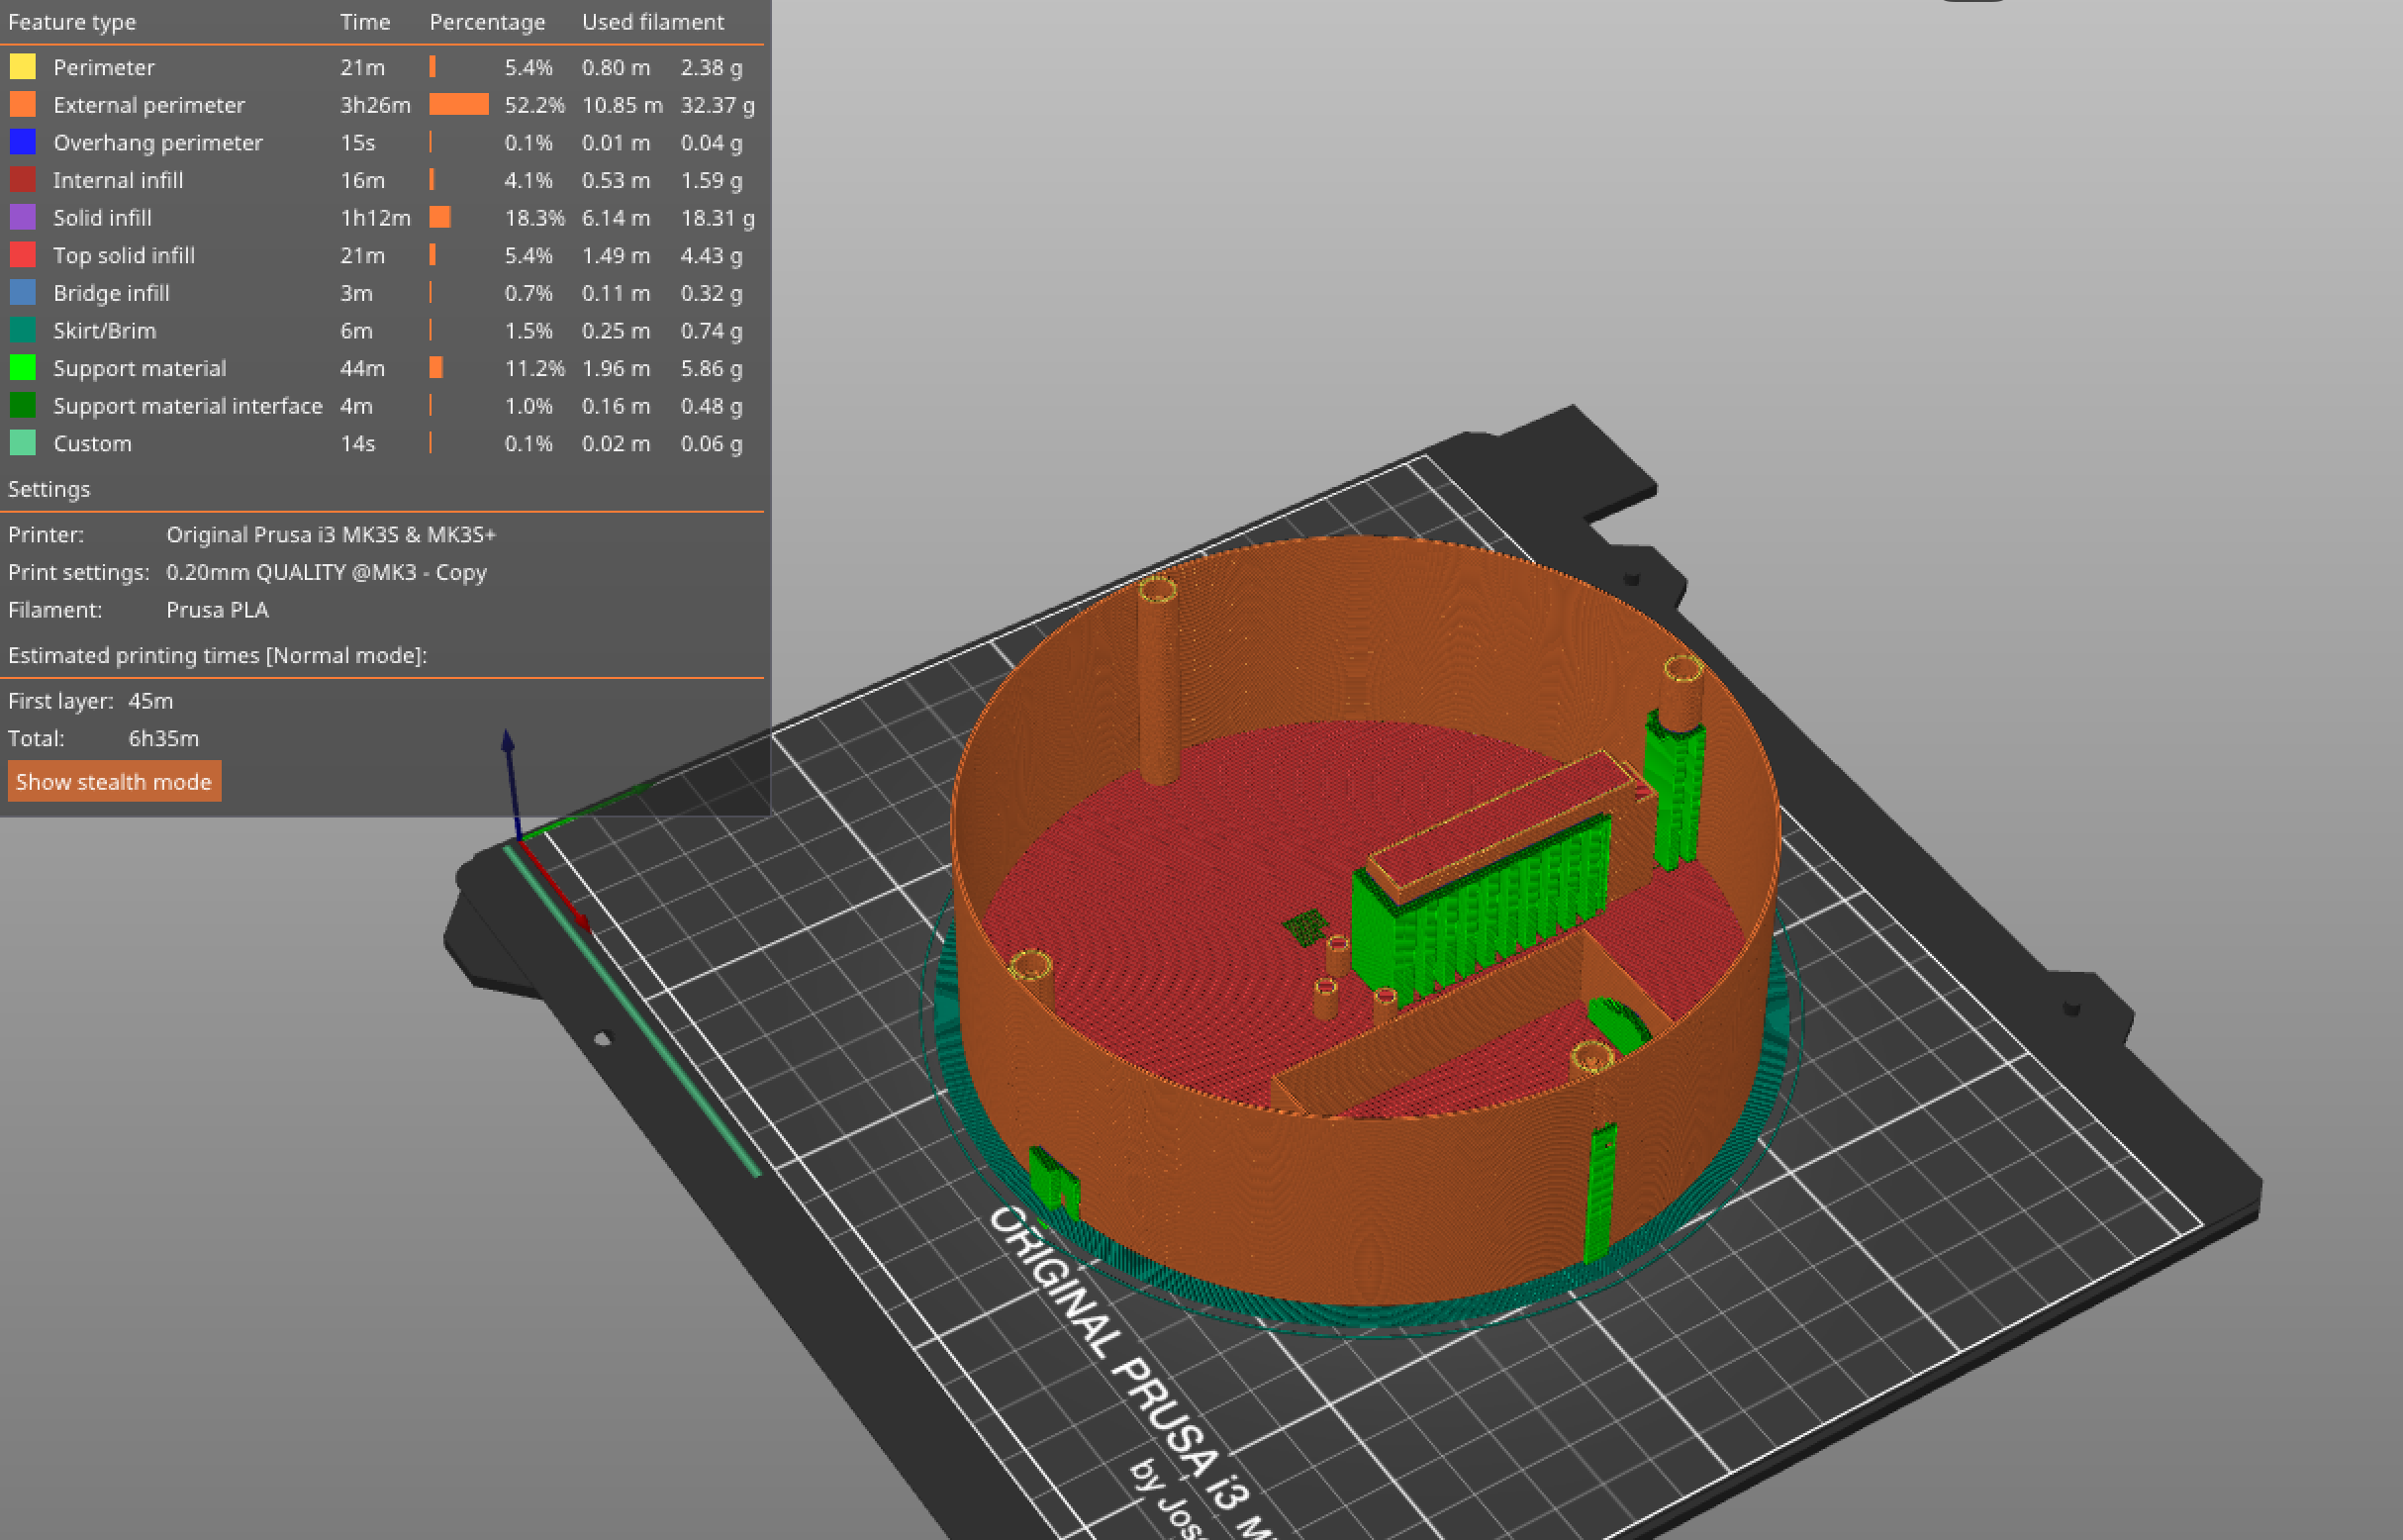 Feature type Time Percentage Used filament
Perimeter 21m 5.4% 0.80 m 2.38 g
External perimeter 3h26m 52.2% 10.85 m 32.37 g
Overhang perimeter 15s 0.1% 0.01 m 0.04 g
Internal infill 16m 4.1% 0.53 m 1.59 g
Solid infill 1h12m 18.3% 6.14 m 18.31 g
Top solid infill 21m 5.4% 1.49 m 4.43 g
Bridge infill 3m 0.7% 0.11 m 0.32 g
Skirt/Brim 6m 1.5% 0.25 m 0.74 g
Support material 44m 11.2% 1.96 m 5.86 g
Support material interface 4m 1.0% 0.16 m 0.48 g
Custom 14s 0.1% 0.02 m 0.06 g
Settings
Printer: Original Prusa i3 MK3S & MK3S+
Print settings: 0.20mm QUALITY @MK3 - Copy
Filament: Prusa PLA
Estimated printing times [Normal mode]:
First layer: 45m
Total: 6h35m
Show stealth mode
ORIGINAL PRUSA i3
by